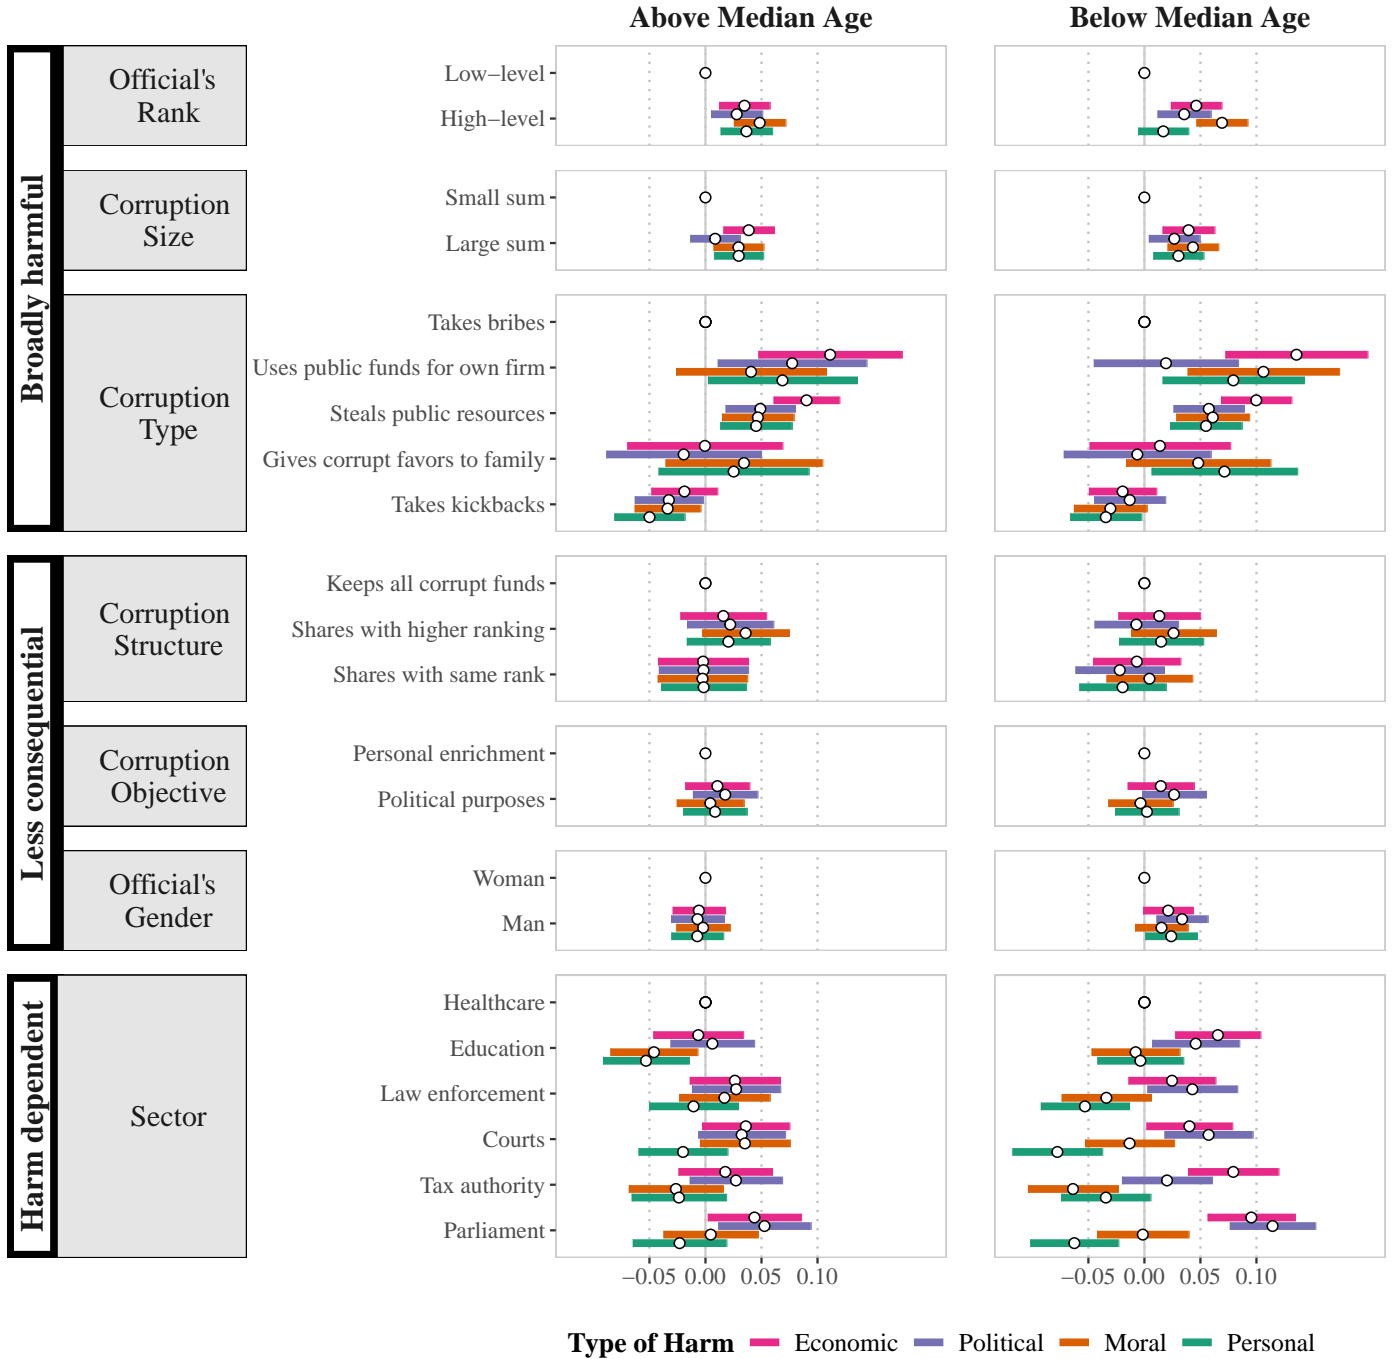 Above Median Age
Below Median Age
Broadly harmful
Official's
Rank
Low−level
High−level
Corruption
Size
Small sum
Large sum
Corruption
Type
Takes bribes
Uses public funds for own firm
Steals public resources
Gives corrupt favors to family
Takes kickbacks
Less consequential
Corruption
Structure
Keeps all corrupt funds
Shares with higher ranking
Shares with same rank
Corruption
Objective
Personal enrichment
Political purposes
Official's
Gender
Woman
Man
Harm dependent
Sector
Healthcare
Education
Law enforcement
Courts
Tax authority
Parliament
−0.05 0.00 0.05 0.10
−0.05 0.00 0.05 0.10
Type of Harm Economic Political Moral Personal